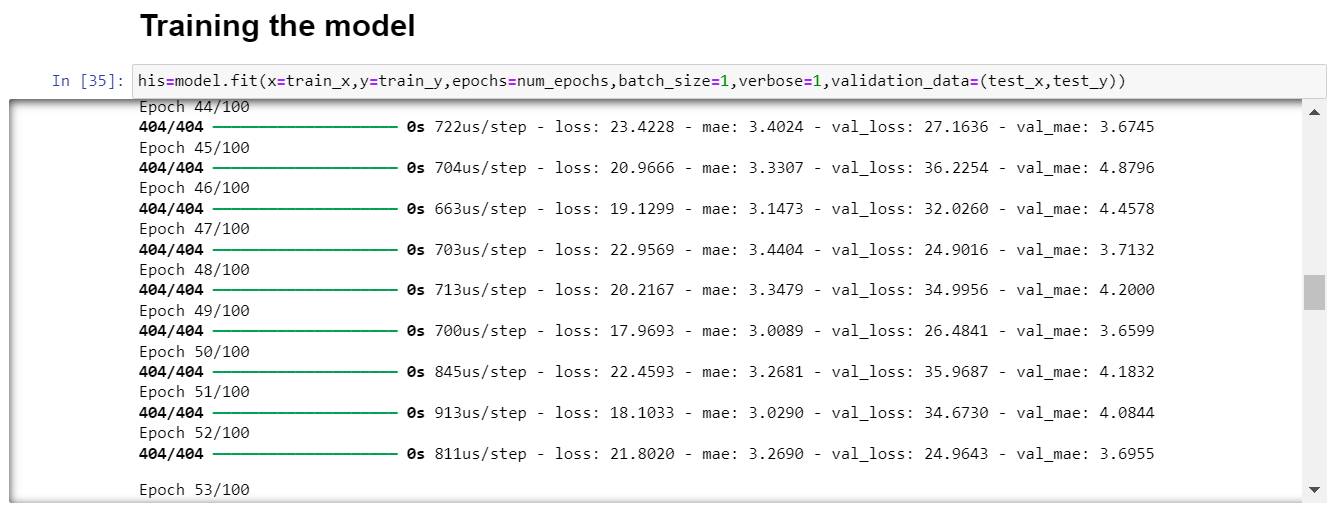 Training the model
In [35]: his=model.fit(x=train_x,y=train_y,epochs=num_epochs,batch_size=1,verbose=1,validation_data=(test_x,test_y))
Epoch 44/100
404/404 ━━━━━━━━━━━━━━━━━━━━ 0s 722us/step - loss: 23.4228 - mae: 3.4024 - val_loss: 27.1636 - val_mae: 3.6745
Epoch 45/100
404/404 ━━━━━━━━━━━━━━━━━━━━ 0s 704us/step - loss: 20.9666 - mae: 3.3307 - val_loss: 36.2254 - val_mae: 4.8796
Epoch 46/100
404/404 ━━━━━━━━━━━━━━━━━━━━ 0s 663us/step - loss: 19.1299 - mae: 3.1473 - val_loss: 32.0260 - val_mae: 4.4578
Epoch 47/100
404/404 ━━━━━━━━━━━━━━━━━━━━ 0s 703us/step - loss: 22.9569 - mae: 3.4404 - val_loss: 24.9016 - val_mae: 3.7132
Epoch 48/100
404/404 ━━━━━━━━━━━━━━━━━━━━ 0s 713us/step - loss: 20.2167 - mae: 3.3479 - val_loss: 34.9956 - val_mae: 4.2000
Epoch 49/100
404/404 ━━━━━━━━━━━━━━━━━━━━ 0s 700us/step - loss: 17.9693 - mae: 3.0089 - val_loss: 26.4841 - val_mae: 3.6599
Epoch 50/100
404/404 ━━━━━━━━━━━━━━━━━━━━ 0s 845us/step - loss: 22.4593 - mae: 3.2681 - val_loss: 35.9687 - val_mae: 4.1832
Epoch 51/100
404/404 ━━━━━━━━━━━━━━━━━━━━ 0s 913us/step - loss: 18.1033 - mae: 3.0290 - val_loss: 34.6730 - val_mae: 4.0844
Epoch 52/100
404/404 ━━━━━━━━━━━━━━━━━━━━ 0s 811us/step - loss: 21.8020 - mae: 3.2690 - val_loss: 24.9643 - val_mae: 3.6955
Epoch 53/100